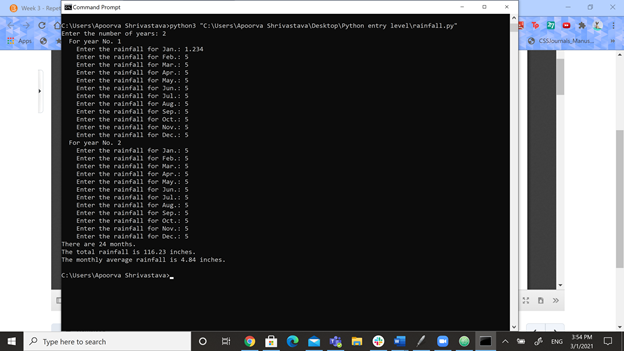 Week 3 - Repet
Command Prompt
Apps
CSSJournals, Manus
C:\Users\Apoorva Shrivastava>python3 "C:\Users\Apoorva Shrivastava\Desktop\Python entry level\rainfall.py"
Enter the number of years: 2
For year No. 1
Enter the rainfall for Jan.: 1.234
Enter the rainfall for Feb.: 5
Enter the rainfall for Mar.: 5
Enter the rainfall for Apr.: 5
Enter the rainfall for May.: 5
Enter the rainfall for Jun.: 5
Enter the rainfall for Jul.: 5
Enter the rainfall for Aug.: 5
Enter the rainfall for Sep.: 5
Enter the rainfall for Oct.: 5
Enter the rainfall for Nov.: 5
Enter the rainfall for Dec.: 5
For year No. 2
Enter the rainfall for Jan.: 5
Enter the rainfall for Feb.: 5
Enter the rainfall for Mar.: 5
Enter the rainfall for Apr.: 5
Enter the rainfall for May.: 5
Enter the rainfall for Jun.: 5
Enter the rainfall for Jul.: 5
Enter the rainfall for Aug.: 5
Enter the rainfall for Sep.: 5
Enter the rainfall for Oct.: 5
Enter the rainfall for Nov.: 5
Enter the rainfall for Dec.: 5
There are 24 months.
The total rainfall is 116.23 inches.
The monthly average rainfall is 4.84 inches.
C:\Users\Apoorva Shrivastava>
Type here to search
ENG
3:54 PM
3/1/2021